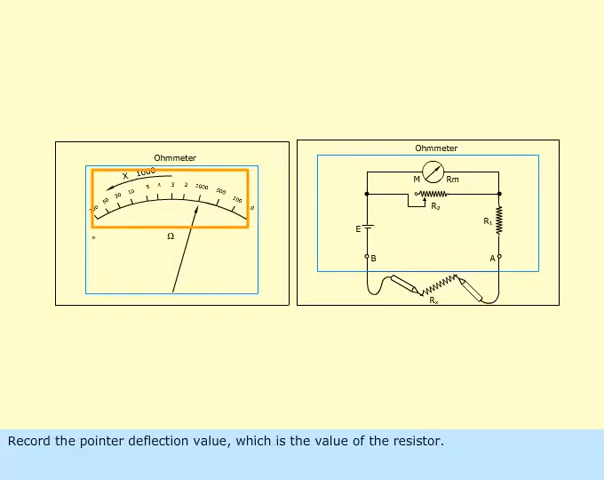 Ohmmeter
X 1000
50 20 10 5 4 3 2 1000 500 100 0
Ω
Ohmmeter
M Rm
R2
R1
E
B A
Rx
Record the pointer deflection value, which is the value of the resistor.